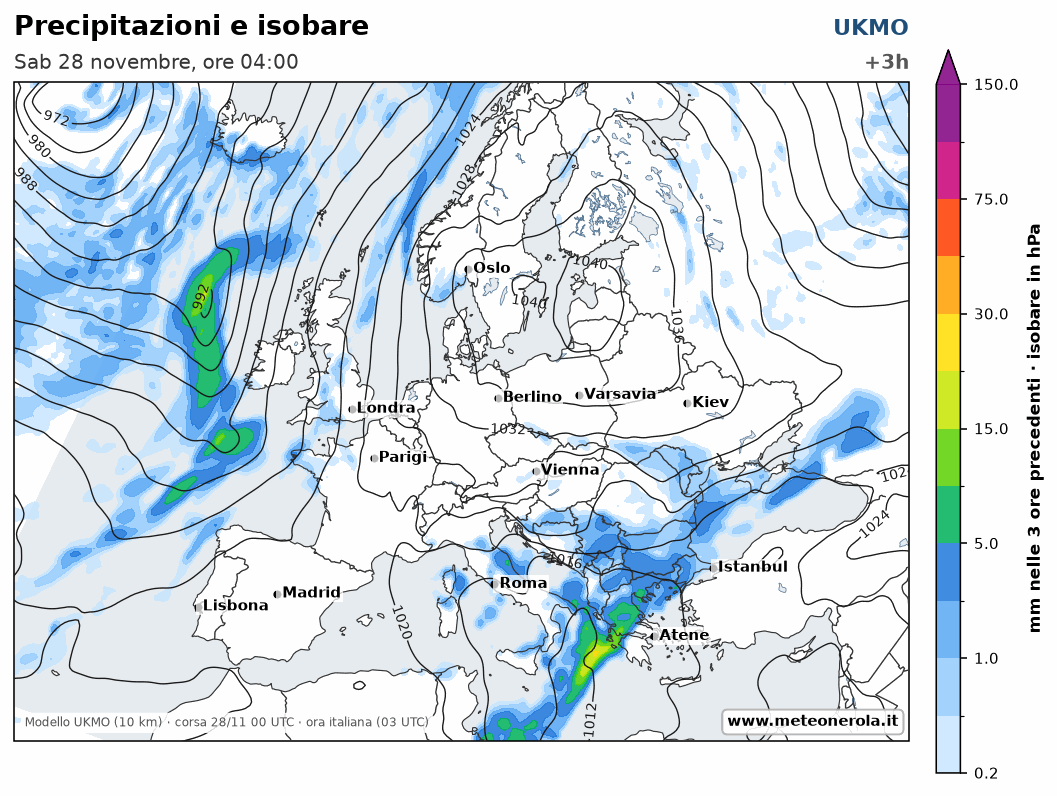 Precipitazioni e isobare
UKMO
Sab 28 novembre, ore 04:00
+3h
972
980
988
992
1024
1028
1040
1040
1036
1032
1016
1020
1012
1024
Oslo
Londra
Berlino
Varsavia
Kiev
Parigi
Vienna
Roma
Istanbul
Madrid
Lisbona
Atene
Modello UKMO (10 km) · corsa 28/11 00 UTC · ora italiana (03 UTC)
www.meteonerola.it
150.0
75.0
30.0
15.0
5.0
1.0
0.2
mm nelle 3 ore precedenti · isobare in hPa